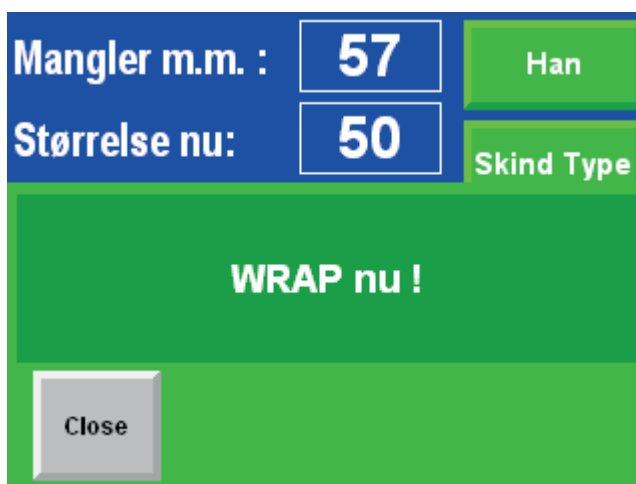 Mangler m.m. : 57 Han
Størrelse nu: 50 Skind Type
WRAP nu !
Close